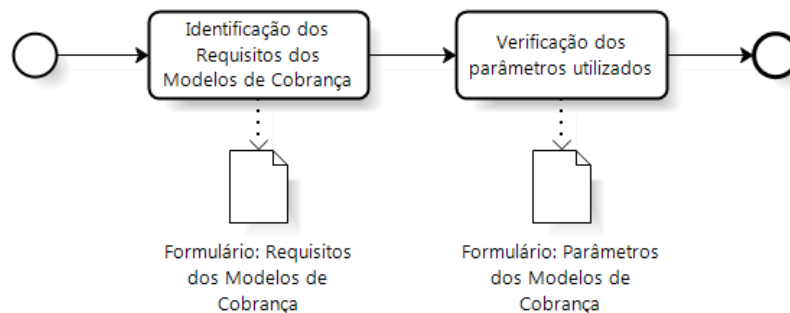 Identificação dos
Requisitos dos
Modelos de Cobrança
Verificação dos
parâmetros utilizados
Formulário: Requisitos
dos Modelos de
Cobrança
Formulário: Parâmetros
dos Modelos de
Cobrança